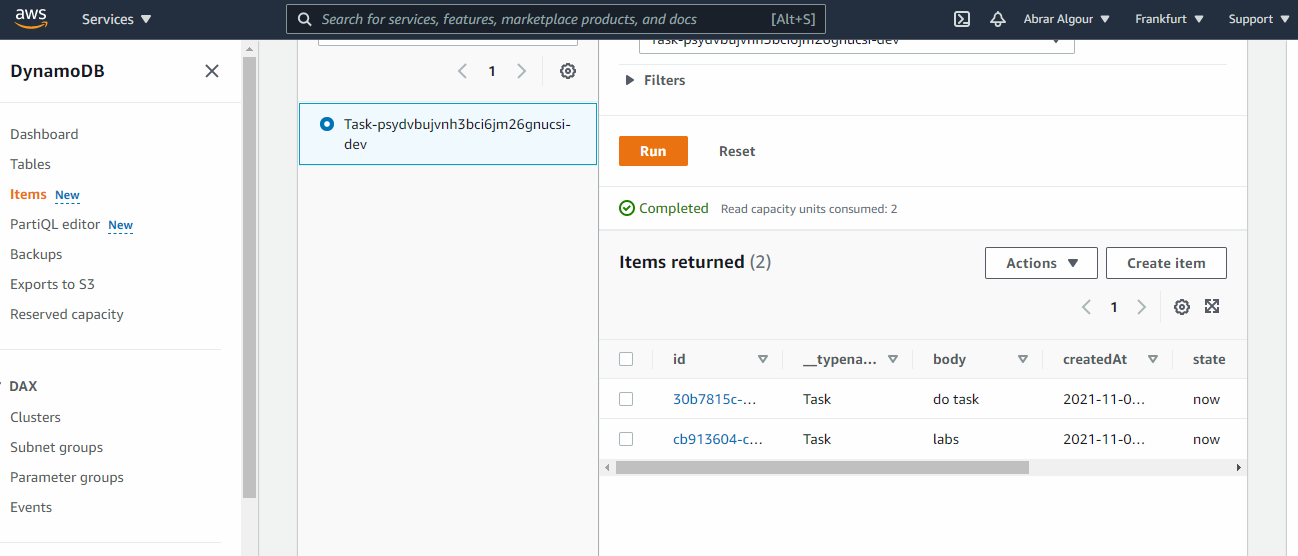 aws
Services
Search for services, features, marketplace products, and docs [Alt+S]
Abrar Algour
Frankfurt
Support
DynamoDB
Dashboard
Tables
Items New
PartiQL editor New
Backups
Exports to S3
Reserved capacity
DAX
Clusters
Subnet groups
Parameter groups
Events
1
Task-psydvbujvnh3bci6jm26gnucsi-
dev
Task-psydvbujvnh3bci6jm26gnucsi-dev
Filters
Run Reset
Completed Read capacity units consumed: 2
Items returned (2)
Actions Create item
1
id __typena... body createdAt state
30b7815c-... Task do task 2021-11-0... now
cb913604-c... Task labs 2021-11-0... now